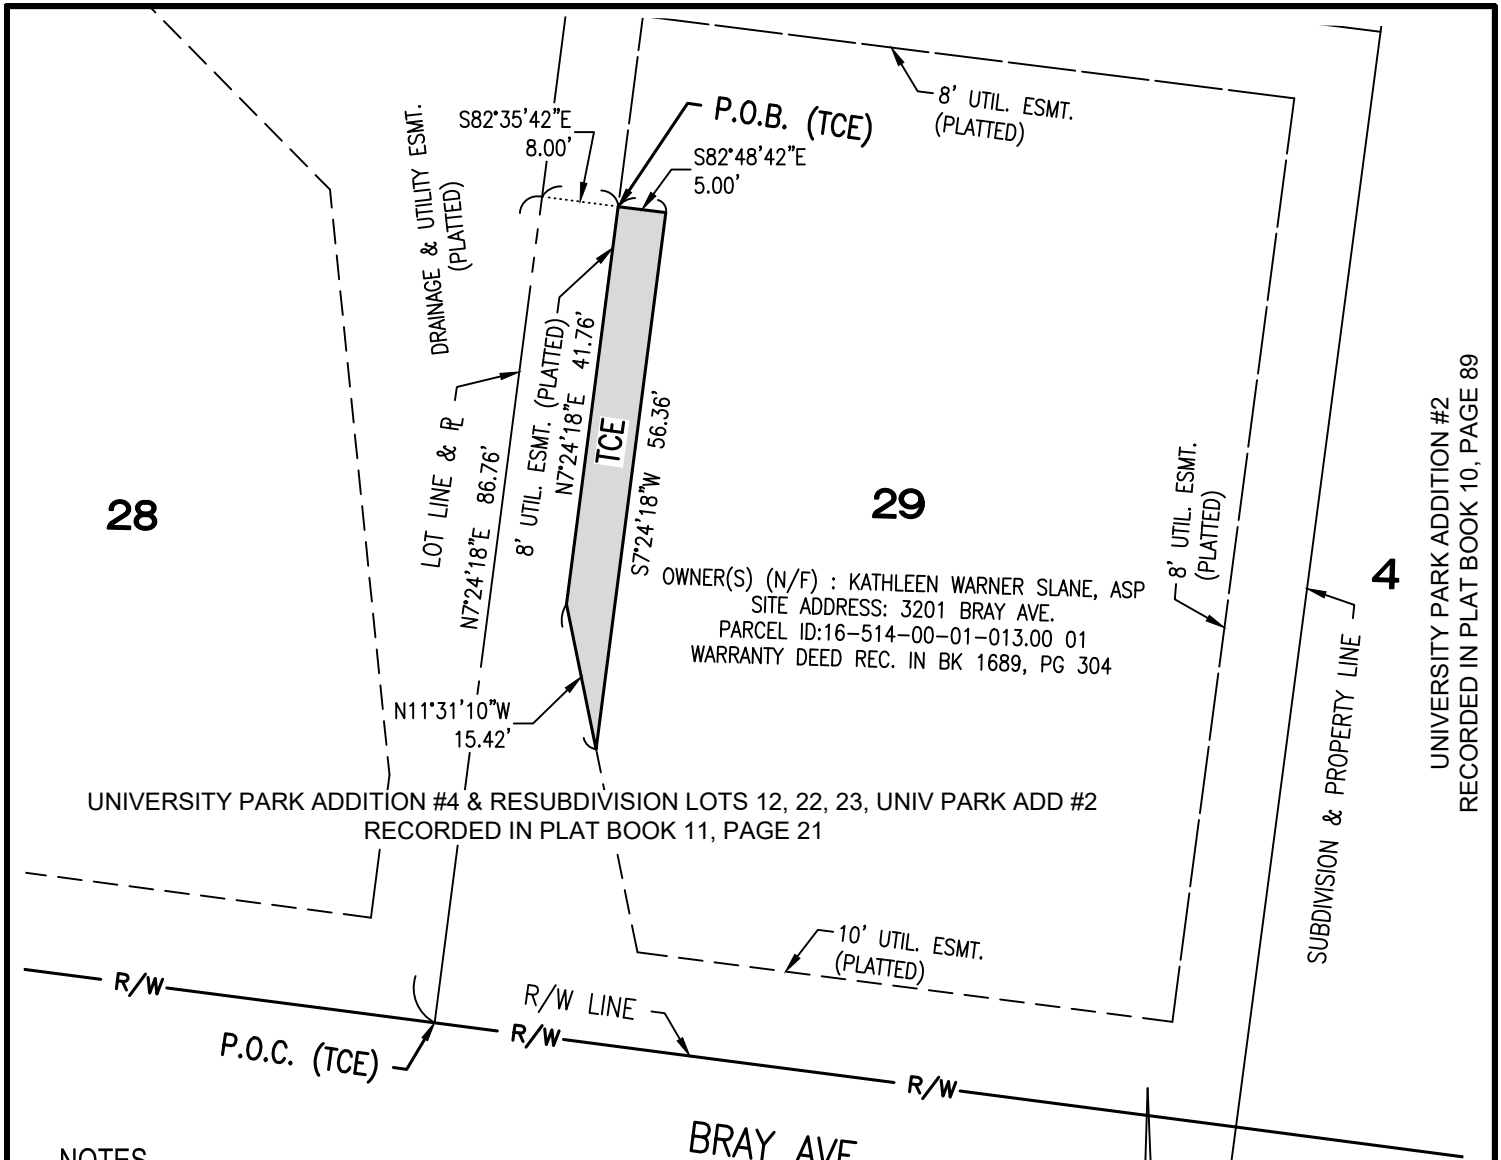 8' UTIL. ESMT.
(PLATTED)
P.O.B. (TCE)
S82°35'42"E
8.00'
S82°48'42"E
5.00'
DRAINAGE & UTILITY ESMT.
(PLATTED)
LOT LINE & PL
N7°24'18"E 86.76'
8' UTIL. ESMT. (PLATTED)
N7°24'18"E 41.76'
TCE
S7°24'18"W 56.36'
28
29
4
OWNER(S) (N/F) : KATHLEEN WARNER SLANE, ASP
SITE ADDRESS: 3201 BRAY AVE.
PARCEL ID:16-514-00-01-013.00 01
WARRANTY DEED REC. IN BK 1689, PG 304
8' UTIL. ESMT.
(PLATTED)
SUBDIVISION & PROPERTY LINE
UNIVERSITY PARK ADDITION #2
RECORDED IN PLAT BOOK 10, PAGE 89
N11°31'10"W
15.42'
UNIVERSITY PARK ADDITION #4 & RESUBDIVISION LOTS 12, 22, 23, UNIV PARK ADD #2
RECORDED IN PLAT BOOK 11, PAGE 21
10' UTIL. ESMT.
(PLATTED)
R/W
R/W LINE
R/W
P.O.C. (TCE)
R/W
BRAY AVE
NOTES